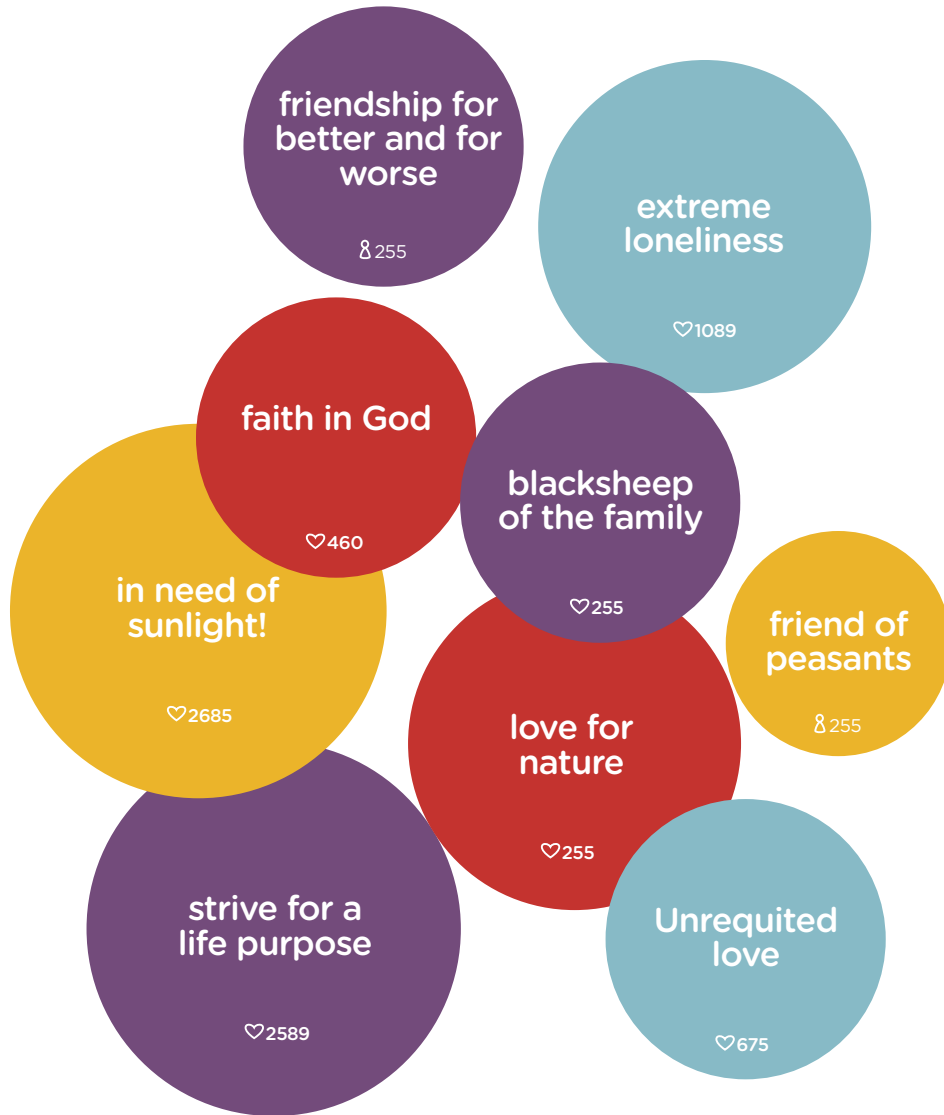 friendship for
better and for
worse
255
extreme
loneliness
1089
faith in God
460
blacksheep
of the family
255
in need of
sunlight!
2685
friend of
peasants
255
love for
nature
255
strive for a
life purpose
2589
Unrequited
love
675